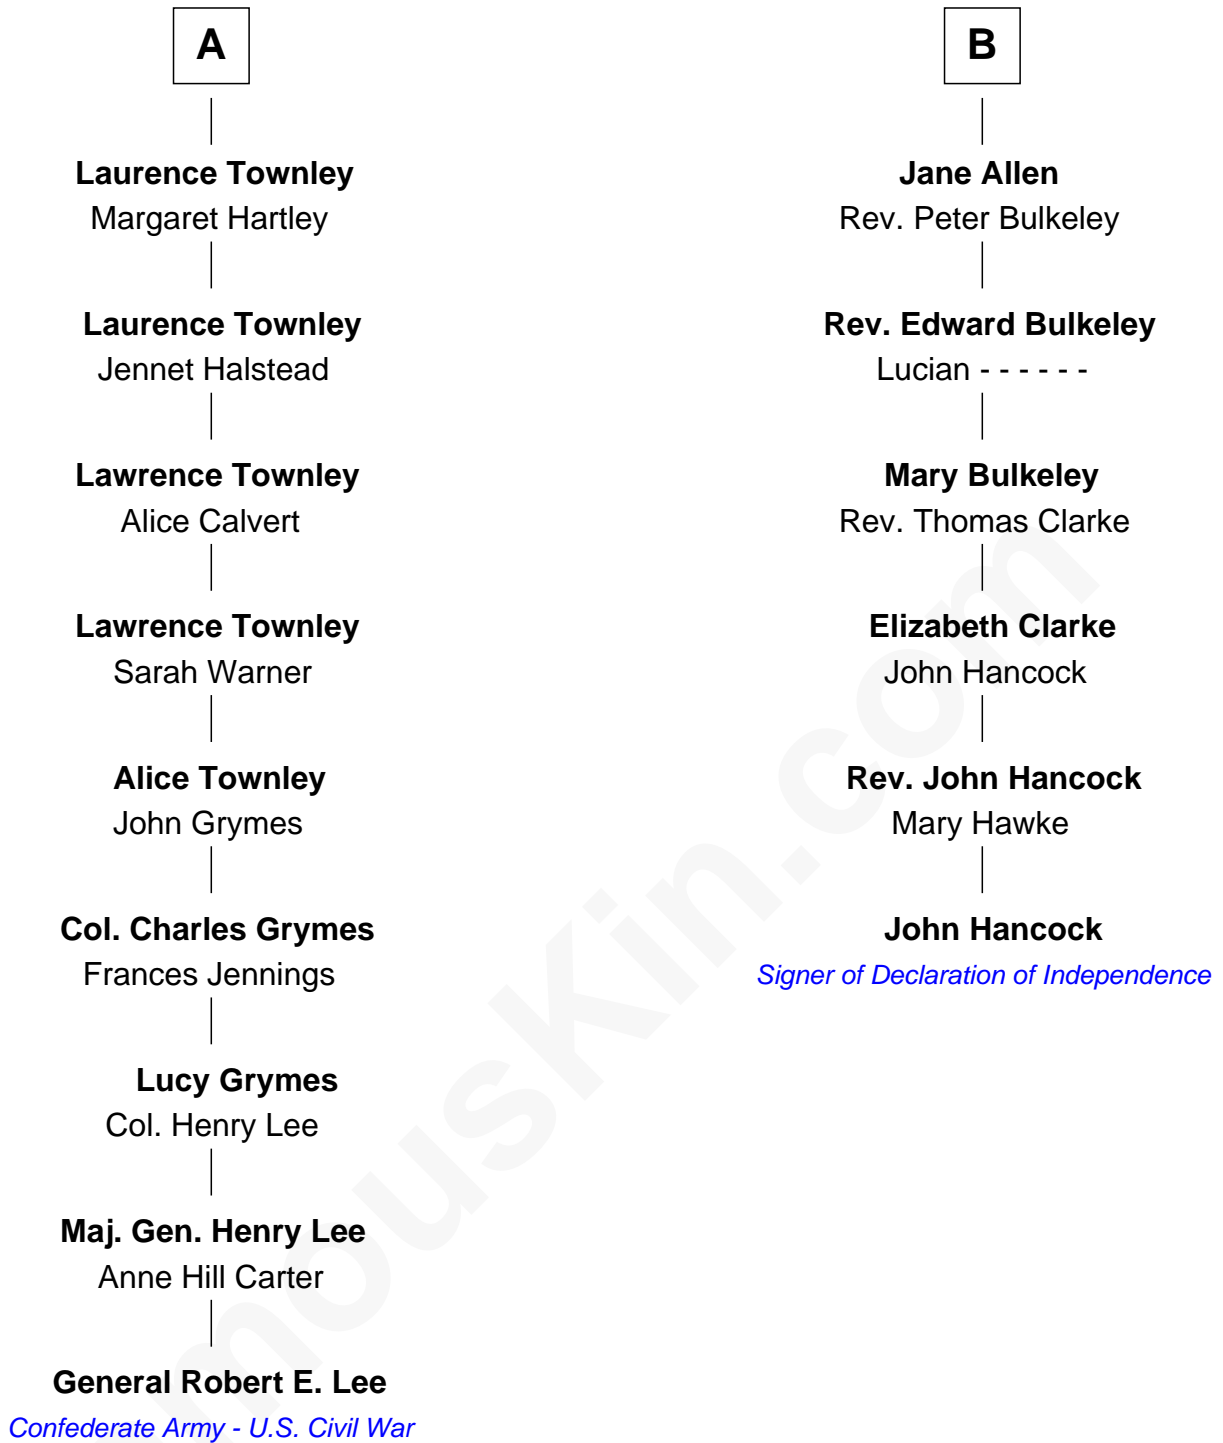 A
Laurence Townley
Margaret Hartley
Laurence Townley
Jennet Halstead
Lawrence Townley
Alice Calvert
Lawrence Townley
Sarah Warner
Alice Townley
John Grymes
Col. Charles Grymes
Frances Jennings
Lucy Grymes
Col. Henry Lee
Maj. Gen. Henry Lee
Anne Hill Carter
General Robert E. Lee
Confederate Army - U.S. Civil War
B
Jane Allen
Rev. Peter Bulkeley
Rev. Edward Bulkeley
Lucian - - - - - -
Mary Bulkeley
Rev. Thomas Clarke
Elizabeth Clarke
John Hancock
Rev. John Hancock
Mary Hawke
John Hancock
Signer of Declaration of Independence
mouskin.com